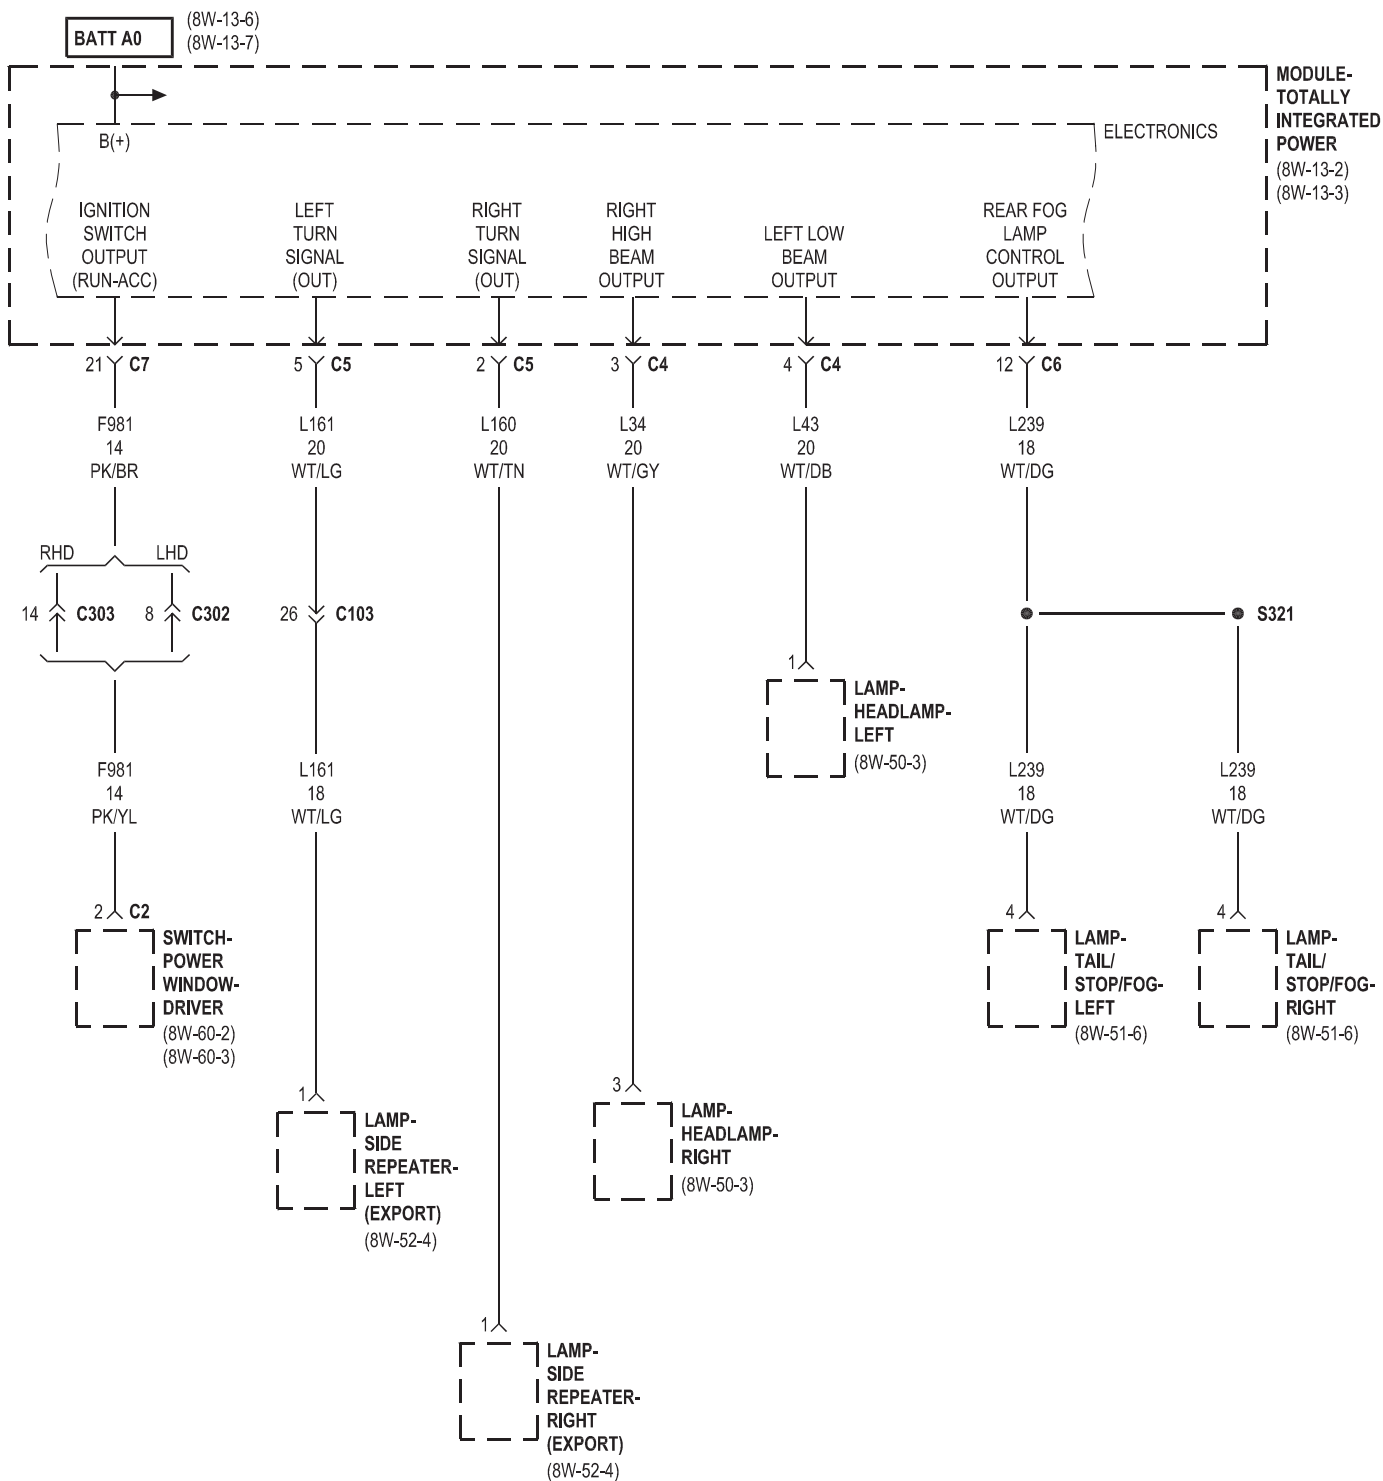 BATT A0
(8W-13-6)
(8W-13-7)
MODULE-
TOTALLY
INTEGRATED
POWER
(8W-13-2)
(8W-13-3)
B(+)
ELECTRONICS
IGNITION
SWITCH
OUTPUT
(RUN-ACC)
LEFT
TURN
SIGNAL
(OUT)
RIGHT
TURN
SIGNAL
(OUT)
RIGHT
HIGH
BEAM
OUTPUT
LEFT LOW
BEAM
OUTPUT
REAR FOG
LAMP
CONTROL
OUTPUT
21 C7
5 C5
2 C5
3 C4
4 C4
12 C6
F981
14
PK/BR
L161
20
WT/LG
L160
20
WT/TN
L34
20
WT/GY
L43
20
WT/DB
L239
18
WT/DG
RHD
LHD
14 C303
8 C302
26 C103
S321
1
LAMP-
HEADLAMP-
LEFT
(8W-50-3)
F981
14
PK/YL
L161
18
WT/LG
L239
18
WT/DG
L239
18
WT/DG
2 C2
SWITCH-
POWER
WINDOW-
DRIVER
(8W-60-2)
(8W-60-3)
4
LAMP-
TAIL/
STOP/FOG-
LEFT
(8W-51-6)
4
LAMP-
TAIL/
STOP/FOG-
RIGHT
(8W-51-6)
1
LAMP-
SIDE
REPEATER-
LEFT
(EXPORT)
(8W-52-4)
3
LAMP-
HEADLAMP-
RIGHT
(8W-50-3)
1
LAMP-
SIDE
REPEATER-
RIGHT
(EXPORT)
(8W-52-4)